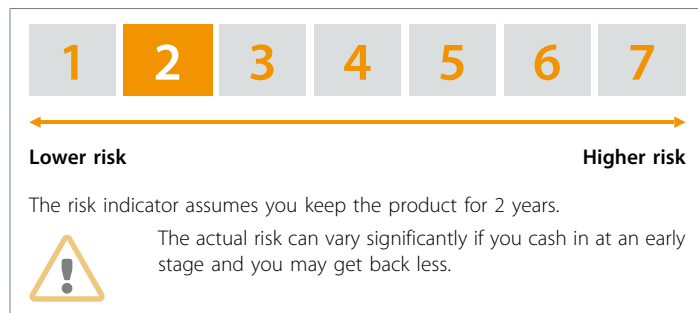 1 2 3 4 5 6 7
Lower risk Higher risk
The risk indicator assumes you keep the product for 2 years.
The actual risk can vary significantly if you cash in at an early
stage and you may get back less.